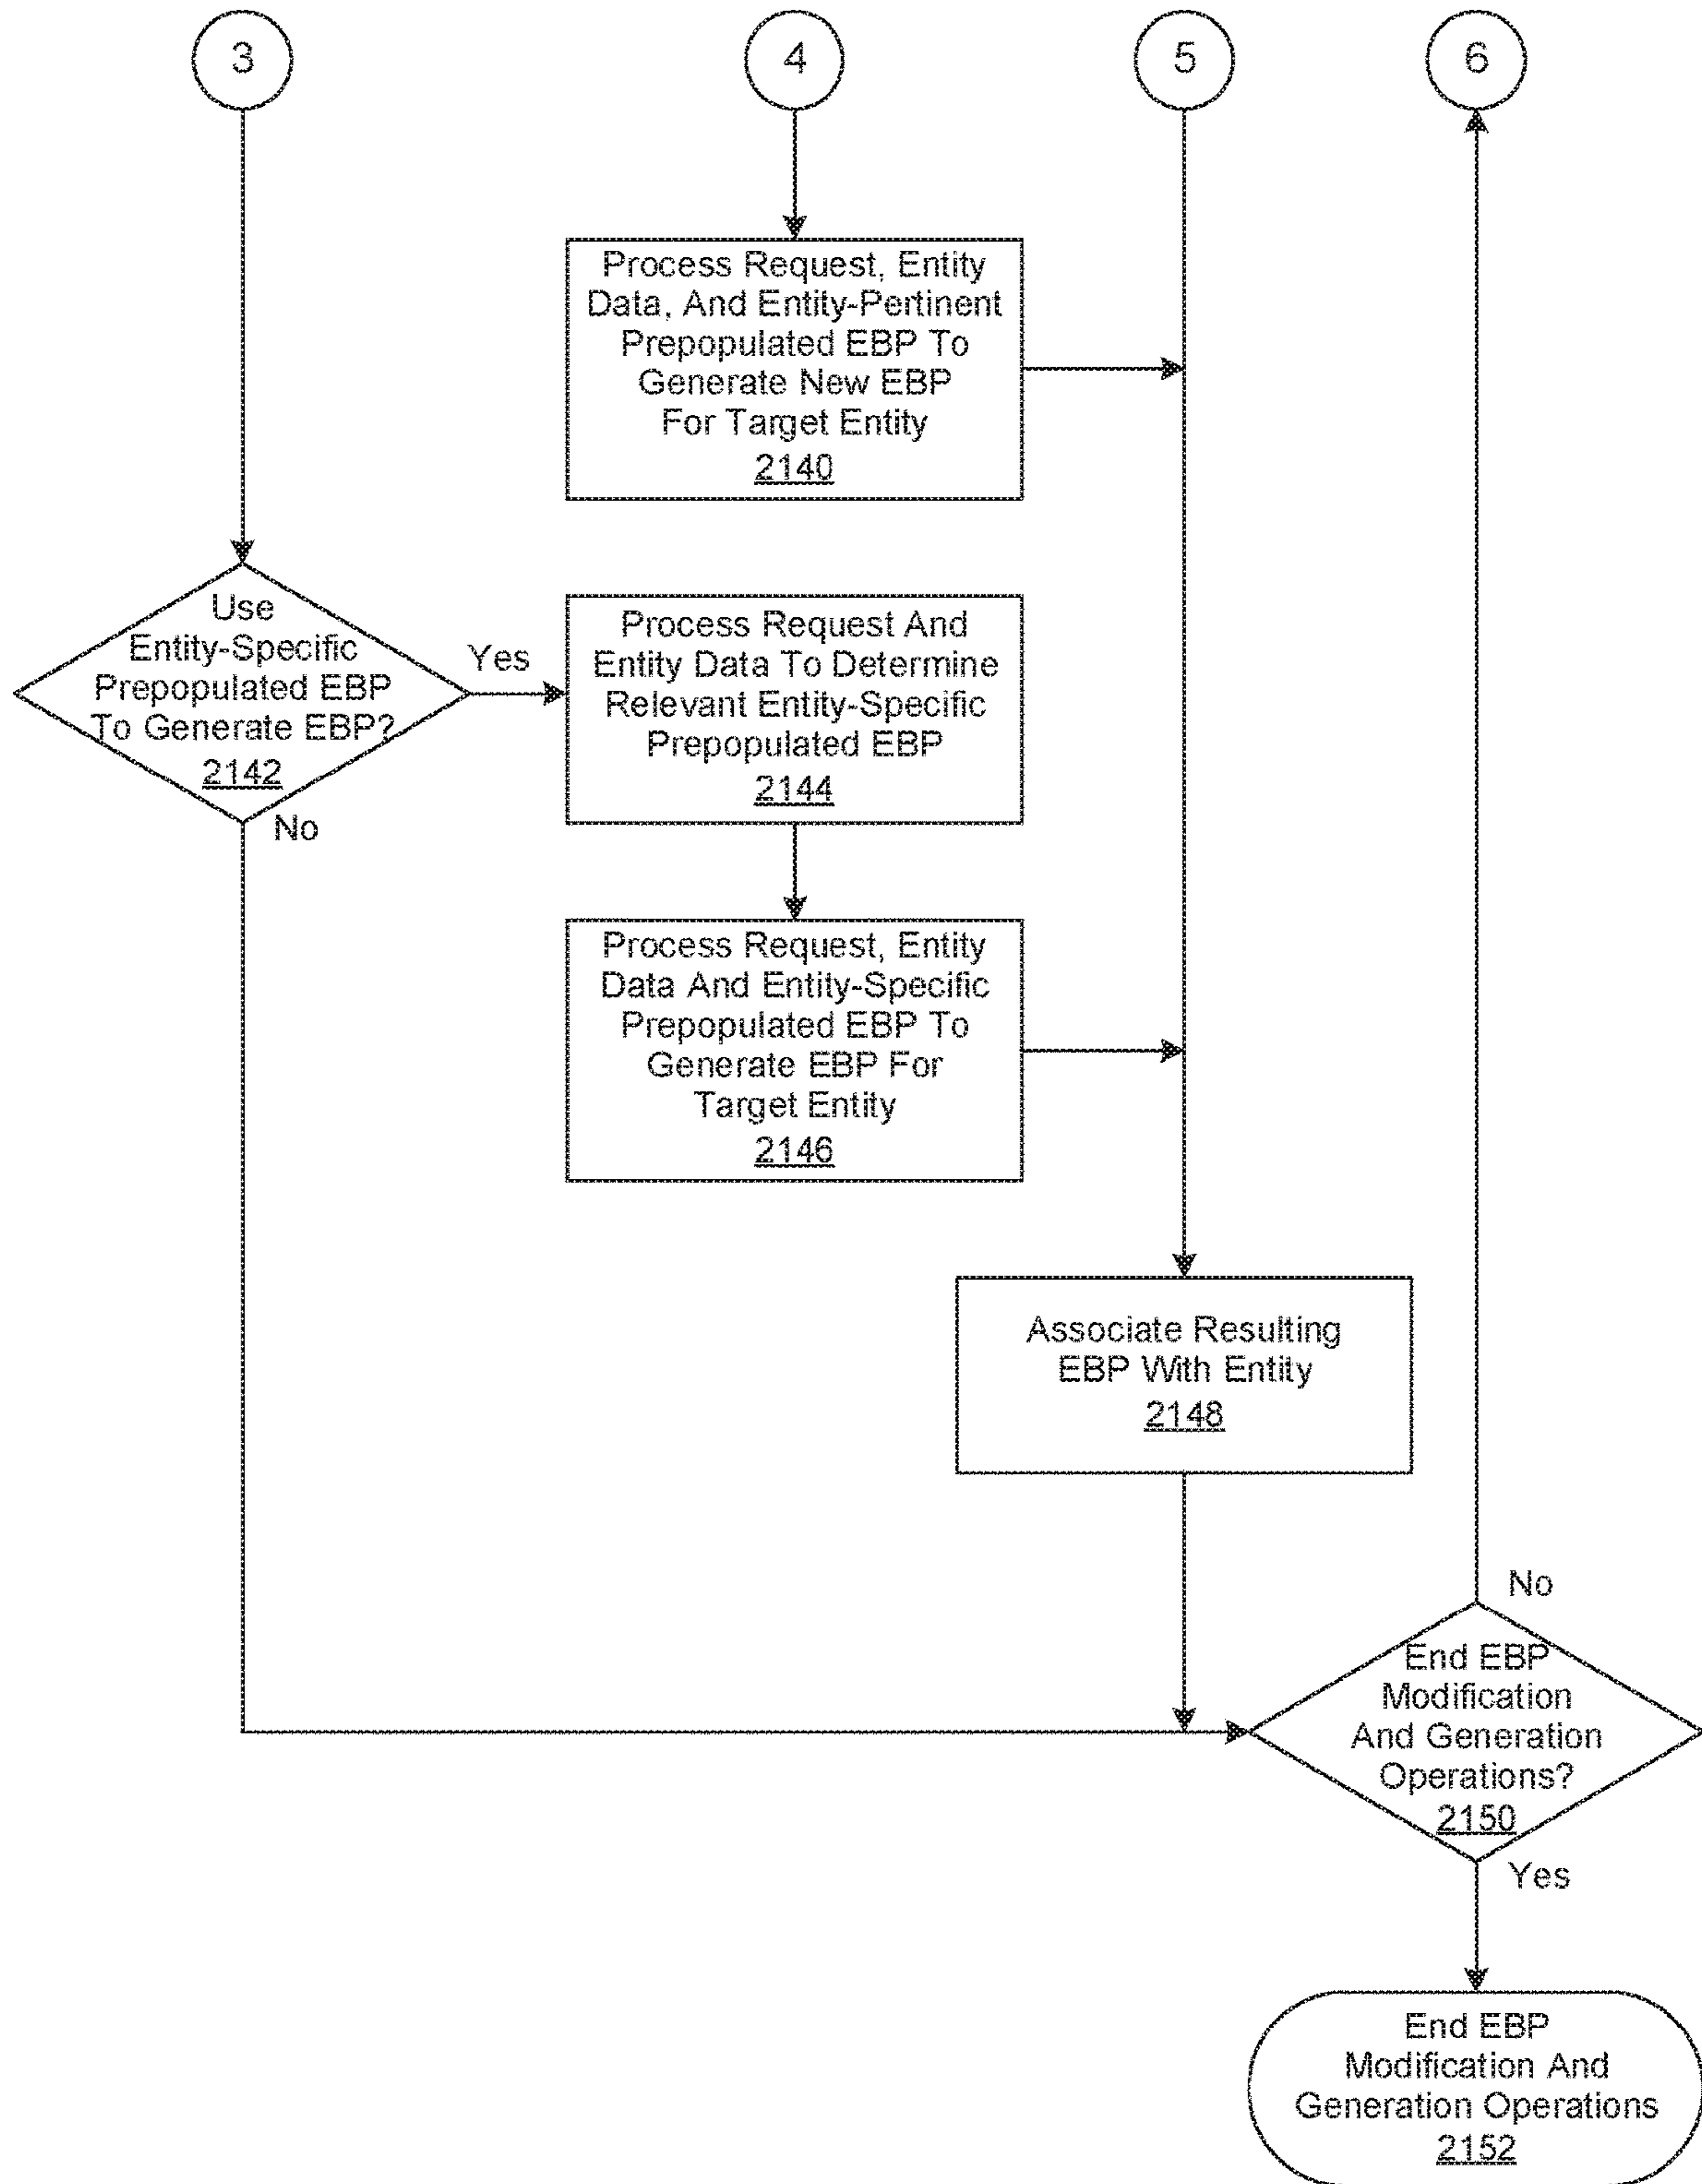 3
4
5
6
Process Request, Entity
Data, And Entity-Pertinent
Prepopulated EBP To
Generate New EBP
For Target Entity
2140
Use
Entity-Specific
Prepopulated EBP
To Generate EBP?
2142
Yes
No
Process Request And
Entity Data To Determine
Relevant Entity-Specific
Prepopulated EBP
2144
Process Request, Entity
Data And Entity-Specific
Prepopulated EBP To
Generate EBP For
Target Entity
2146
Associate Resulting
EBP With Entity
2148
No
End EBP
Modification
And Generation
Operations?
2150
Yes
End EBP
Modification And
Generation Operations
2152